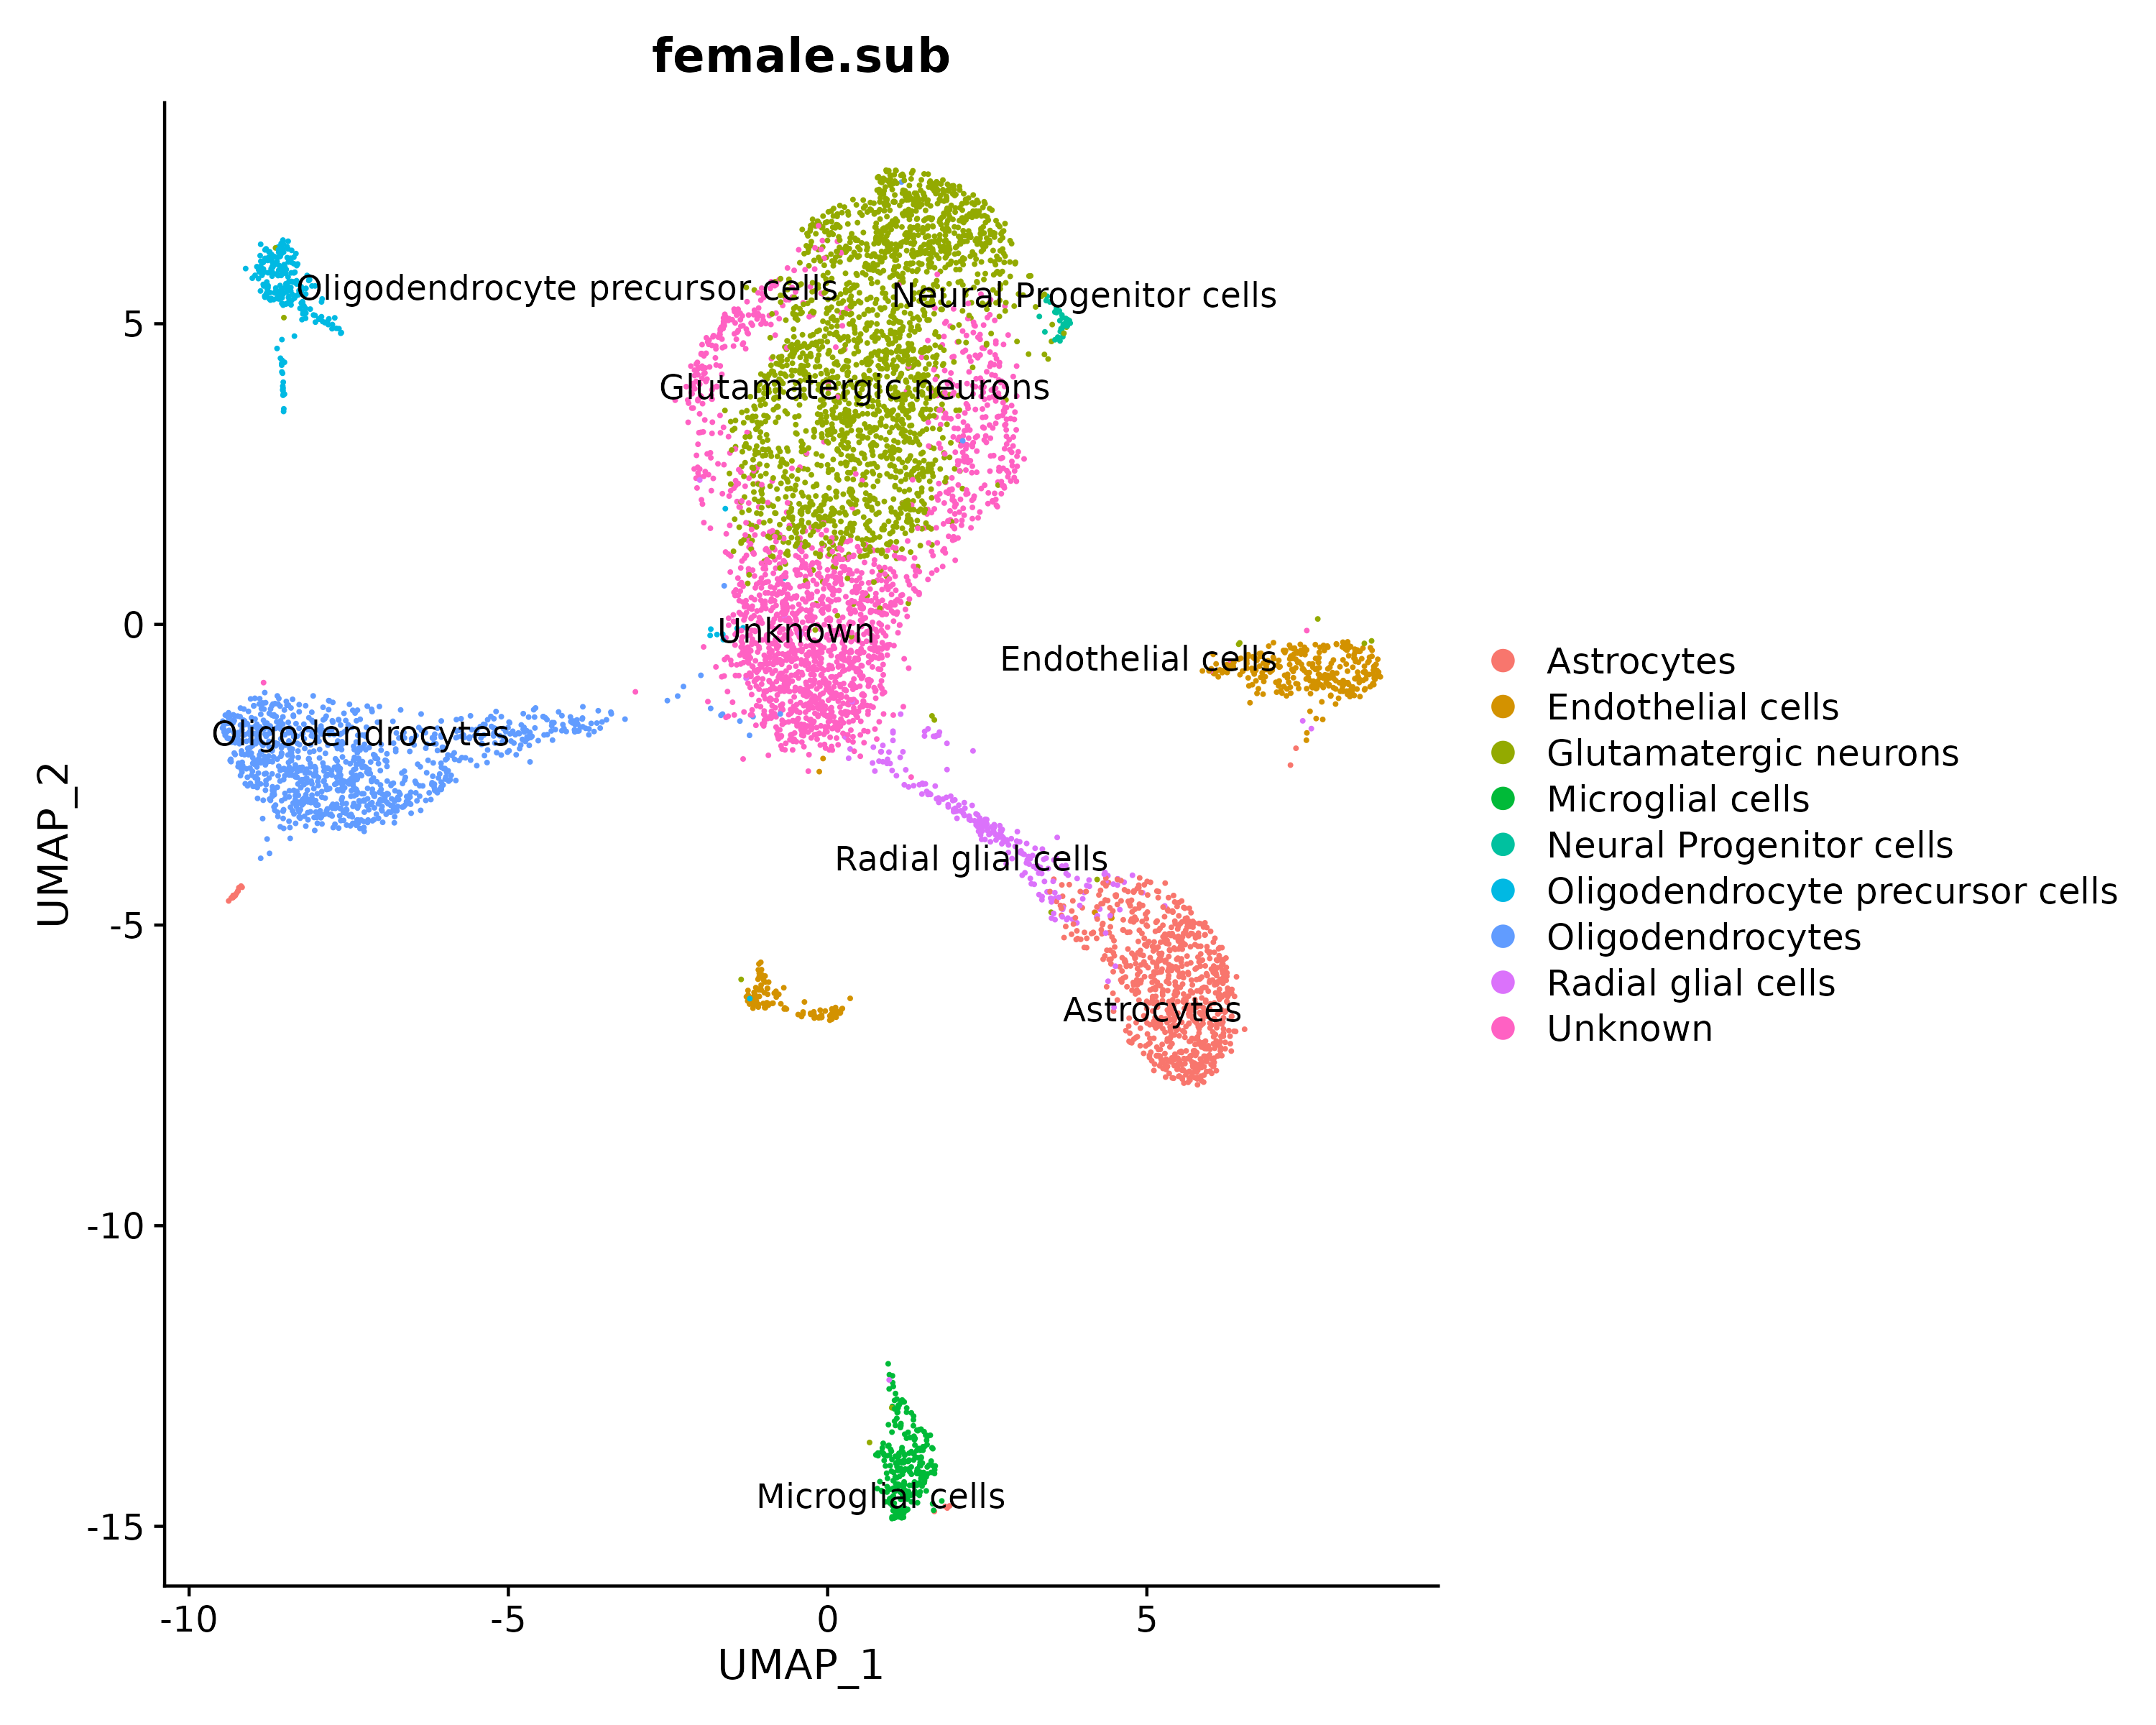 female.sub
Oligodendrocyte precursor cells
Neural Progenitor cells
Glutamatergic neurons
Unknown
Endothelial cells
Oligodendrocytes
Radial glial cells
Astrocytes
Microglial cells
5
0
-5
-10
-15
UMAP_2
-10
-5
0
5
UMAP_1
Astrocytes
Endothelial cells
Glutamatergic neurons
Microglial cells
Neural Progenitor cells
Oligodendrocyte precursor cells
Oligodendrocytes
Radial glial cells
Unknown